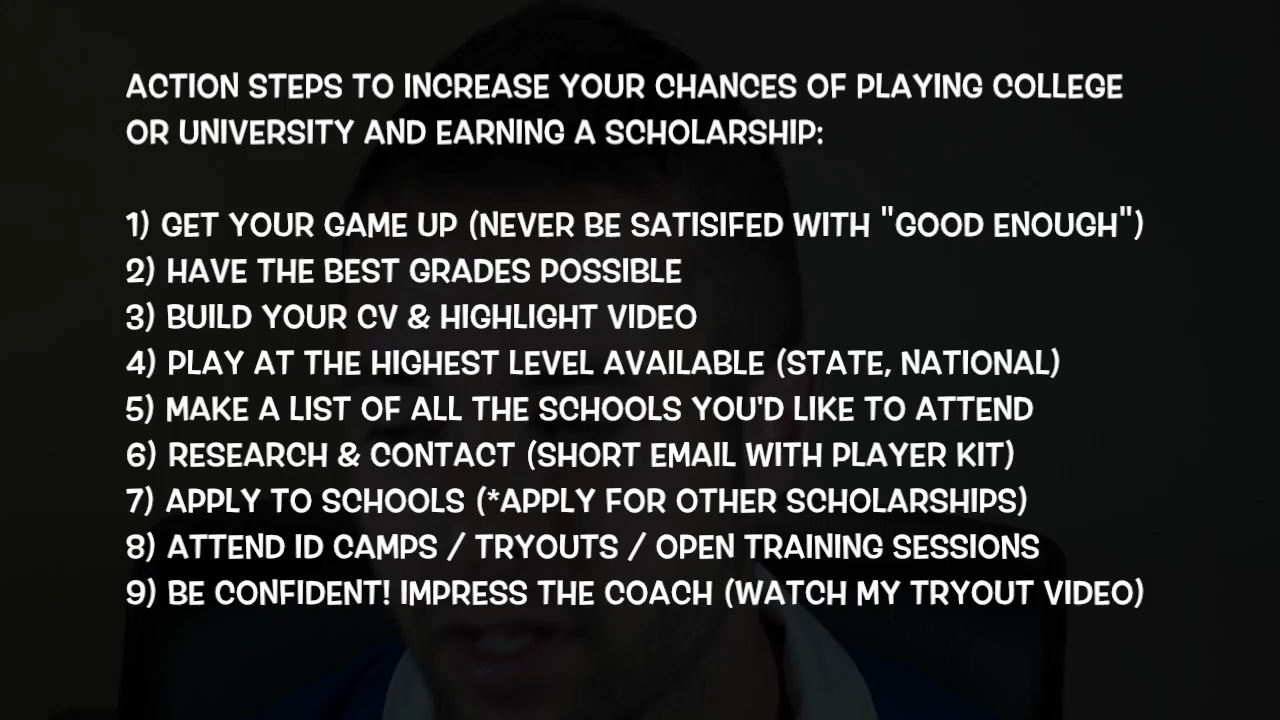 ACTION STEPS TO INCREASE YOUR CHANCES OF PLAYING COLLEGE
OR UNIVERSITY AND EARNING A SCHOLARSHIP:
1) GET YOUR GAME UP (NEVER BE SATISIFED WITH "GOOD ENOUGH")
2) HAVE THE BEST GRADES POSSIBLE
3) BUILD YOUR CV & HIGHLIGHT VIDEO
4) PLAY AT THE HIGHEST LEVEL AVAILABLE (STATE, NATIONAL)
5) MAKE A LIST OF ALL THE SCHOOLS YOU'D LIKE TO ATTEND
6) RESEARCH & CONTACT (SHORT EMAIL WITH PLAYER KIT)
7) APPLY TO SCHOOLS (*APPLY FOR OTHER SCHOLARSHIPS)
8) ATTEND ID CAMPS / TRYOUTS / OPEN TRAINING SESSIONS
9) BE CONFIDENT! IMPRESS THE COACH (WATCH MY TRYOUT VIDEO)